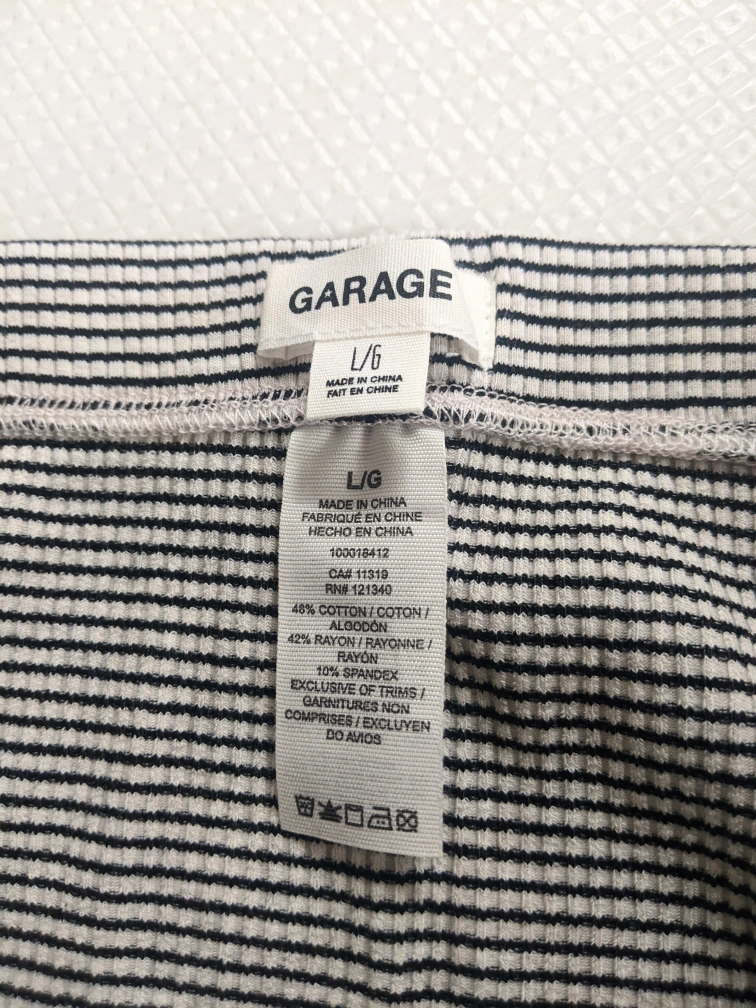 GARAGE
L/G
MADE IN CHINA
FAIT EN CHINE
L/G
MADE IN CHINA
FABRIQUÉ EN CHINE
HECHO EN CHINA
100018412
CA# 11319
RN# 121340
48% COTTON / COTON /
ALGODÓN
42% RAYON / RAYONNE /
RAYÓN
10% SPANDEX
EXCLUSIVE OF TRIMS /
GARNITURES NON
COMPRISES / EXCLUYEN
DO AVIOS